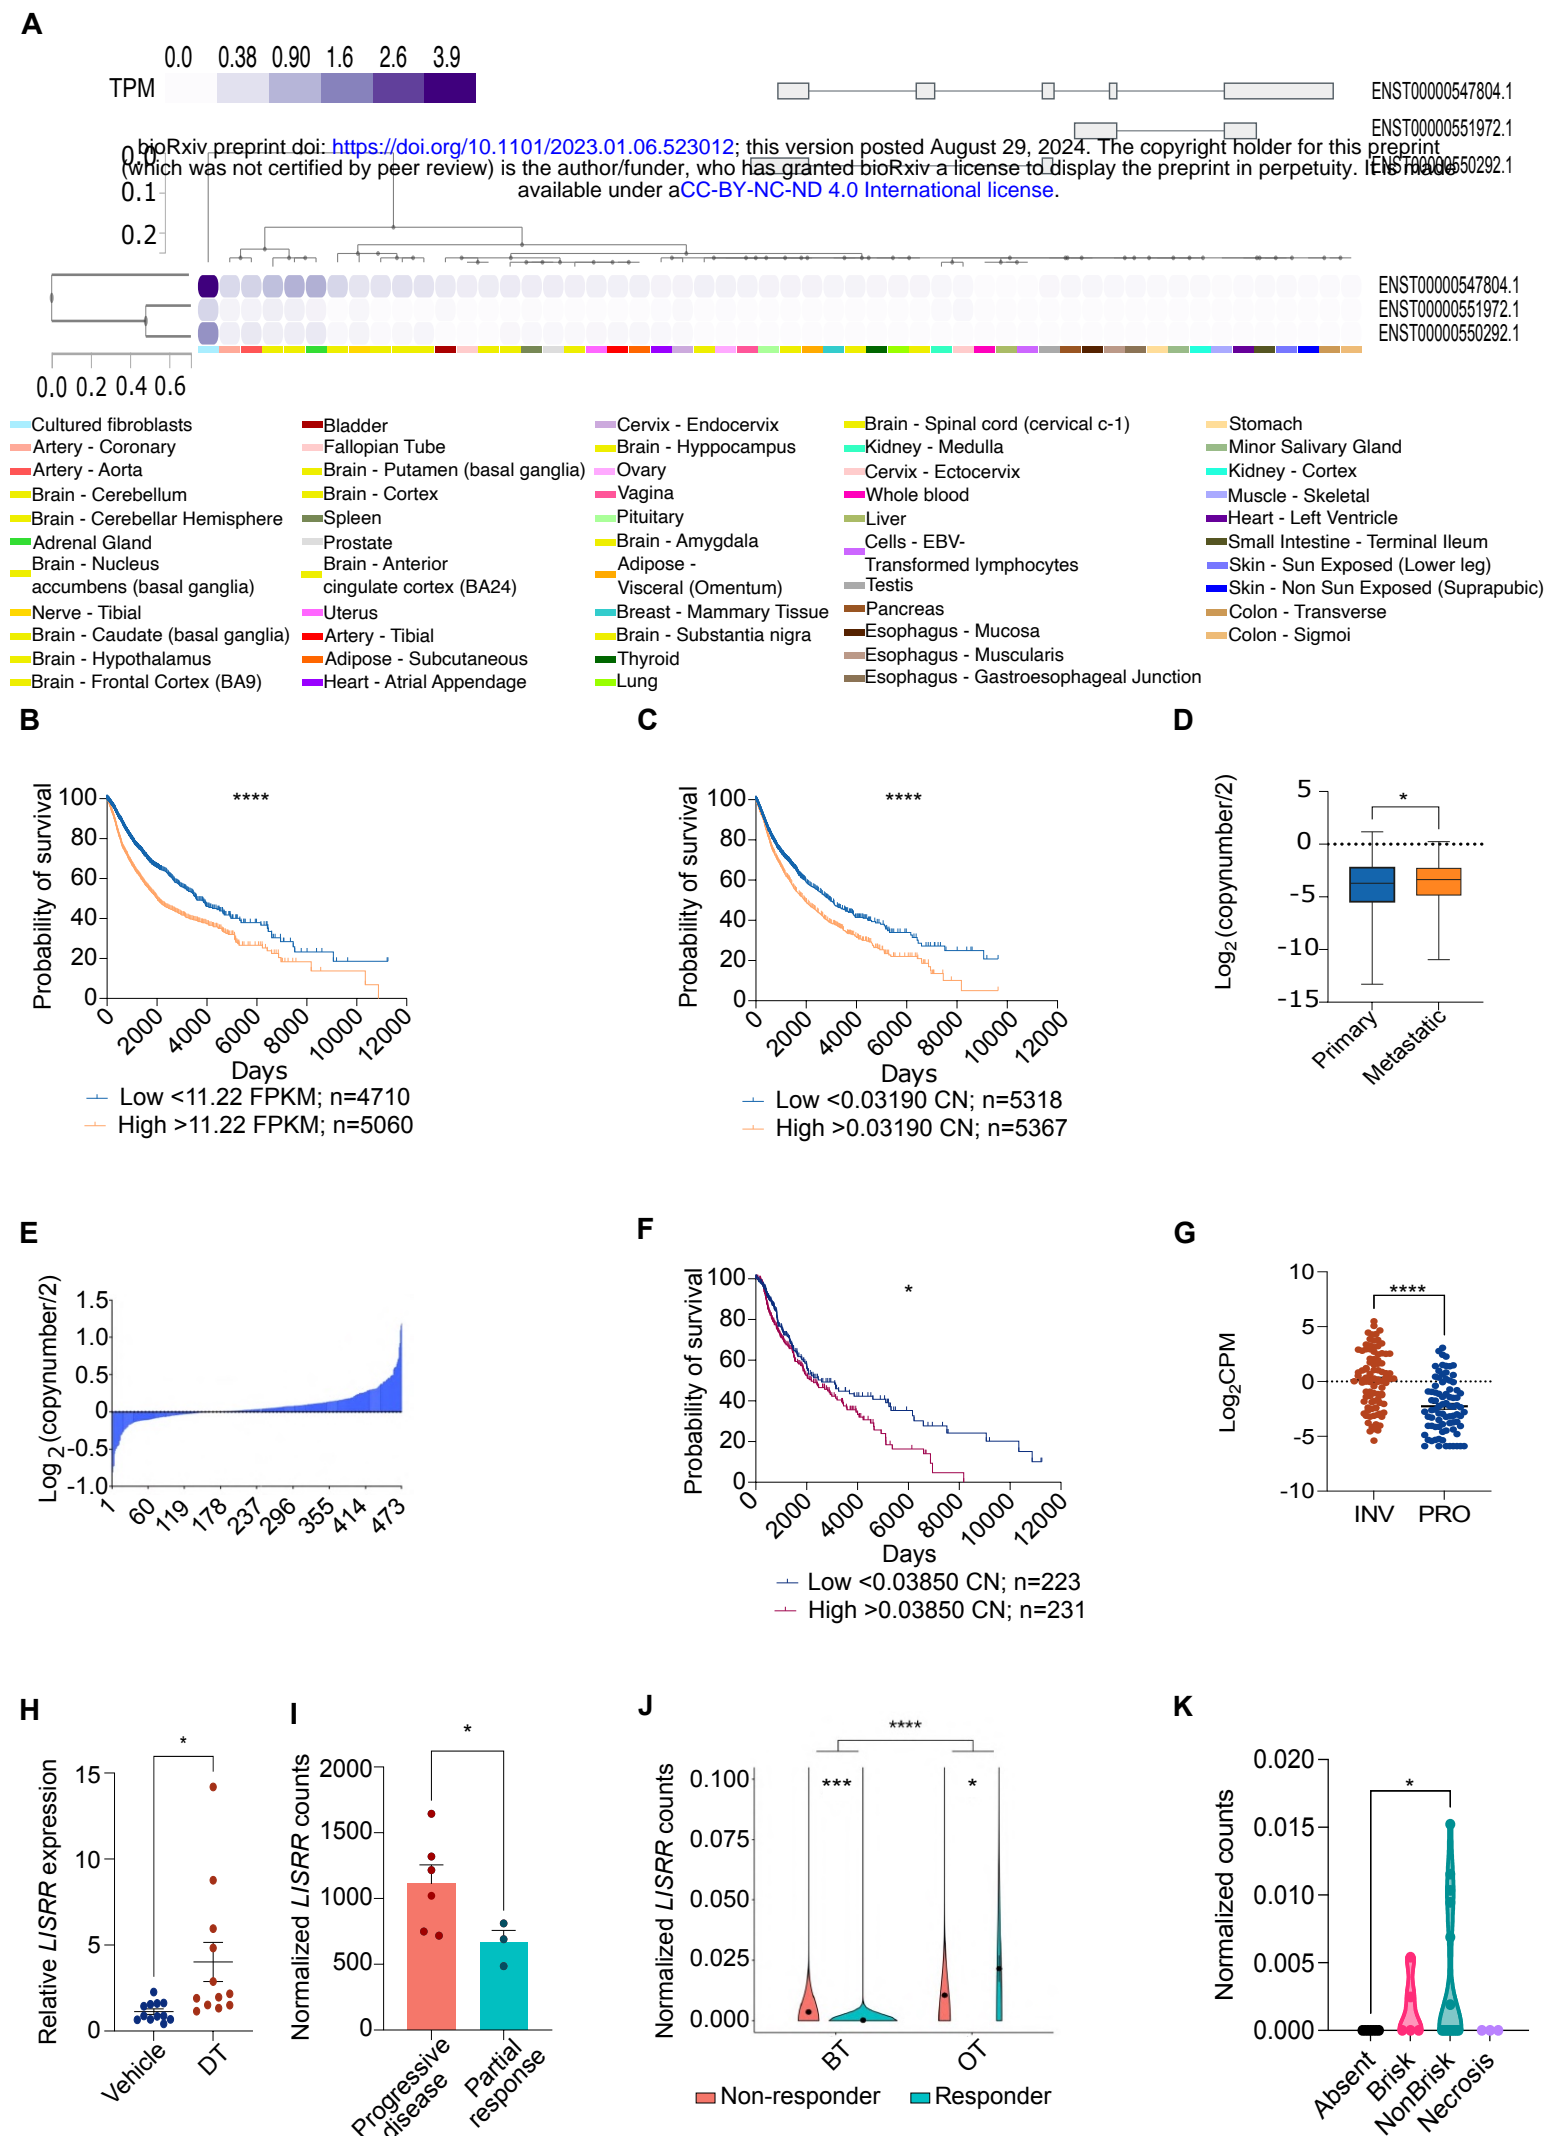 A
0.0 0.38 0.90 1.6 2.6 3.9
TPM
ENST00000547804.1
ENST00000551972.1
ENST00000550292.1
bioRxiv preprint doi: https://doi.org/10.1101/2023.01.06.523012; this version posted August 29, 2024. The copyright holder for this preprint
(which was not certified by peer review) is the author/funder, who has granted bioRxiv a license to display the preprint in perpetuity. It is made
available under aCC-BY-NC-ND 4.0 International license.
0.0
0.1
0.2
ENST00000547804.1
ENST00000551972.1
ENST00000550292.1
0.0 0.2 0.4 0.6
Cultured fibroblasts
Artery - Coronary
Artery - Aorta
Brain - Cerebellum
Brain - Cerebellar Hemisphere
Adrenal Gland
Brain - Nucleus
accumbens (basal ganglia)
Nerve - Tibial
Brain - Caudate (basal ganglia)
Brain - Hypothalamus
Brain - Frontal Cortex (BA9)
Bladder
Fallopian Tube
Brain - Putamen (basal ganglia)
Brain - Cortex
Spleen
Prostate
Brain - Anterior
cingulate cortex (BA24)
Uterus
Artery - Tibial
Adipose - Subcutaneous
Heart - Atrial Appendage
Cervix - Endocervix
Brain - Hyppocampus
Ovary
Vagina
Pituitary
Brain - Amygdala
Adipose -
Visceral (Omentum)
Breast - Mammary Tissue
Brain - Substantia nigra
Thyroid
Lung
Brain - Spinal cord (cervical c-1)
Kidney - Medulla
Cervix - Ectocervix
Whole blood
Liver
Cells - EBV-
Transformed lymphocytes
Testis
Pancreas
Esophagus - Mucosa
Esophagus - Muscularis
Esophagus - Gastroesophageal Junction
Stomach
Minor Salivary Gland
Kidney - Cortex
Muscle - Skeletal
Heart - Left Ventricle
Small Intestine - Terminal Ileum
Skin - Sun Exposed (Lower leg)
Skin - Non Sun Exposed (Suprapubic)
Colon - Transverse
Colon - Sigmoi
B
Probability of survival
100
80
60
40
20
0
****
0 2000 4000 6000 8000 10000 12000
Days
Low <11.22 FPKM; n=4710
High >11.22 FPKM; n=5060
C
Probability of survival
100
80
60
40
20
0
****
0 2000 4000 6000 8000 10000 12000
Days
Low <0.03190 CN; n=5318
High >0.03190 CN; n=5367
D
Log2(copynumber/2)
5
0
-5
-10
-15
*
Primary Metastatic
E
Log2(copynumber/2)
1.5
1.0
0.5
0
-0.5
-1.0
1 60 119 178 237 296 355 414 473
F
Probability of survival
100
80
60
40
20
0
*
0 2000 4000 6000 8000 10000 12000
Days
Low <0.03850 CN; n=223
High >0.03850 CN; n=231
G
Log2CPM
10
5
0
-5
-10
****
INV PRO
H
Relative LISRR expression
15
10
5
0
*
Vehicle DT
I
Normalized LISRR counts
2000
1500
1000
500
0
*
Progressive disease Partial response
J
Normalized LISRR counts
0.100
0.075
0.050
0.025
0.000
****
*** *
BT OT
Non-responder Responder
K
Normalized counts
0.020
0.015
0.010
0.005
0.000
*
Absent Brisk NonBrisk Necrosis